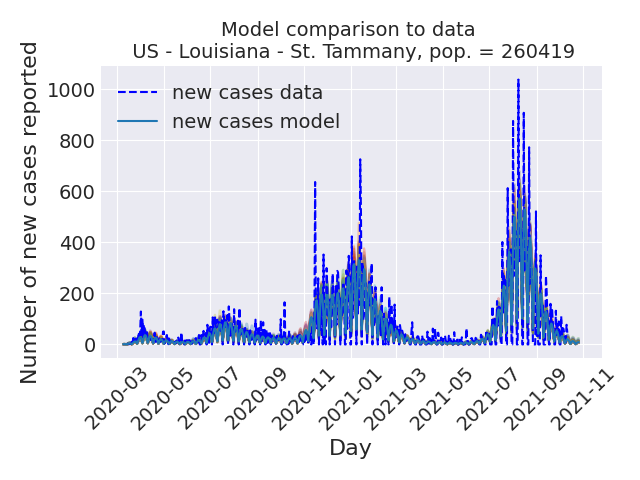 Model comparison to data
US - Louisiana - St. Tammany, pop. = 260419
new cases data
new cases model
Number of new cases reported
1000
800
600
400
200
0
2020-03
2020-05
2020-07
2020-09
2020-11
2021-01
2021-03
2021-05
2021-07
2021-09
2021-11
Day